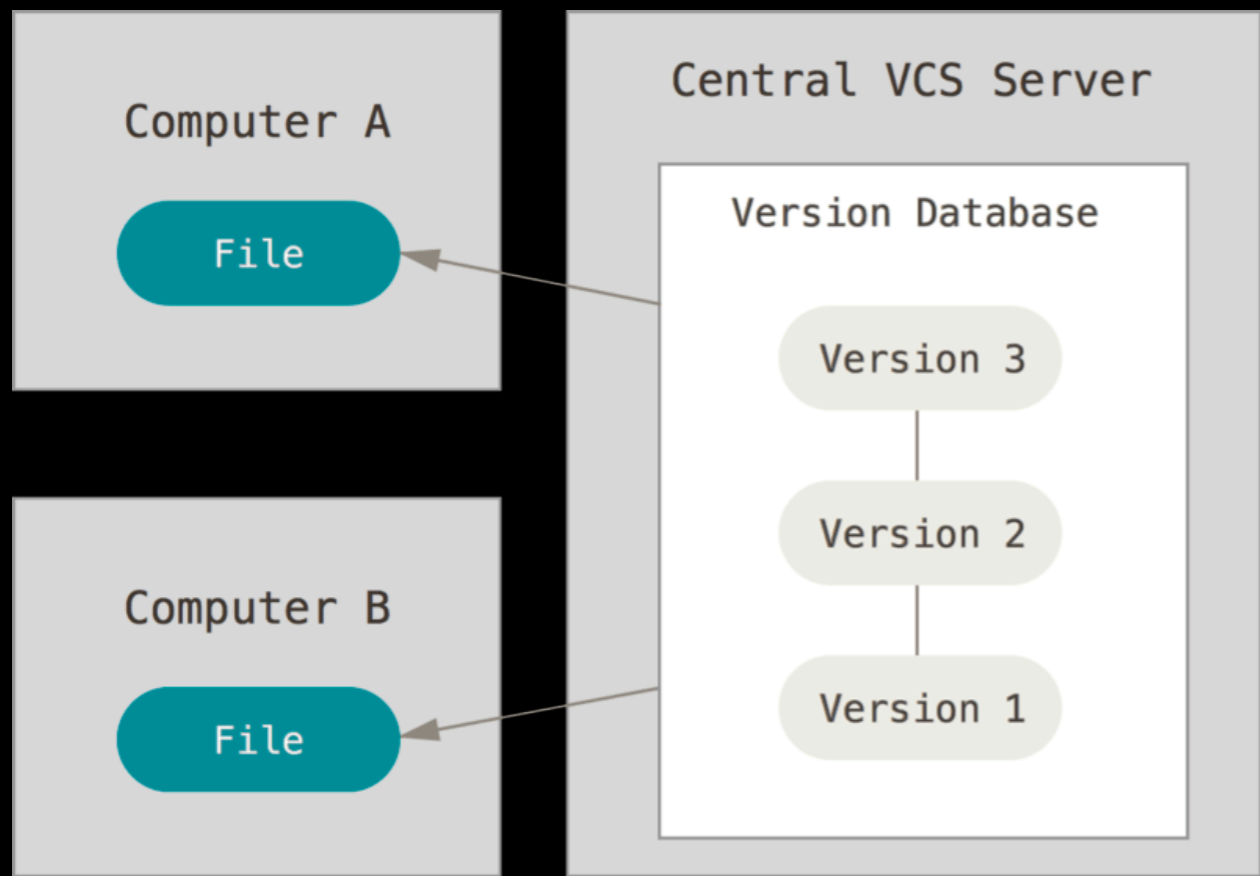 Computer A
File
Computer B
File
Central VCS Server
Version Database
Version 3
Version 2
Version 1